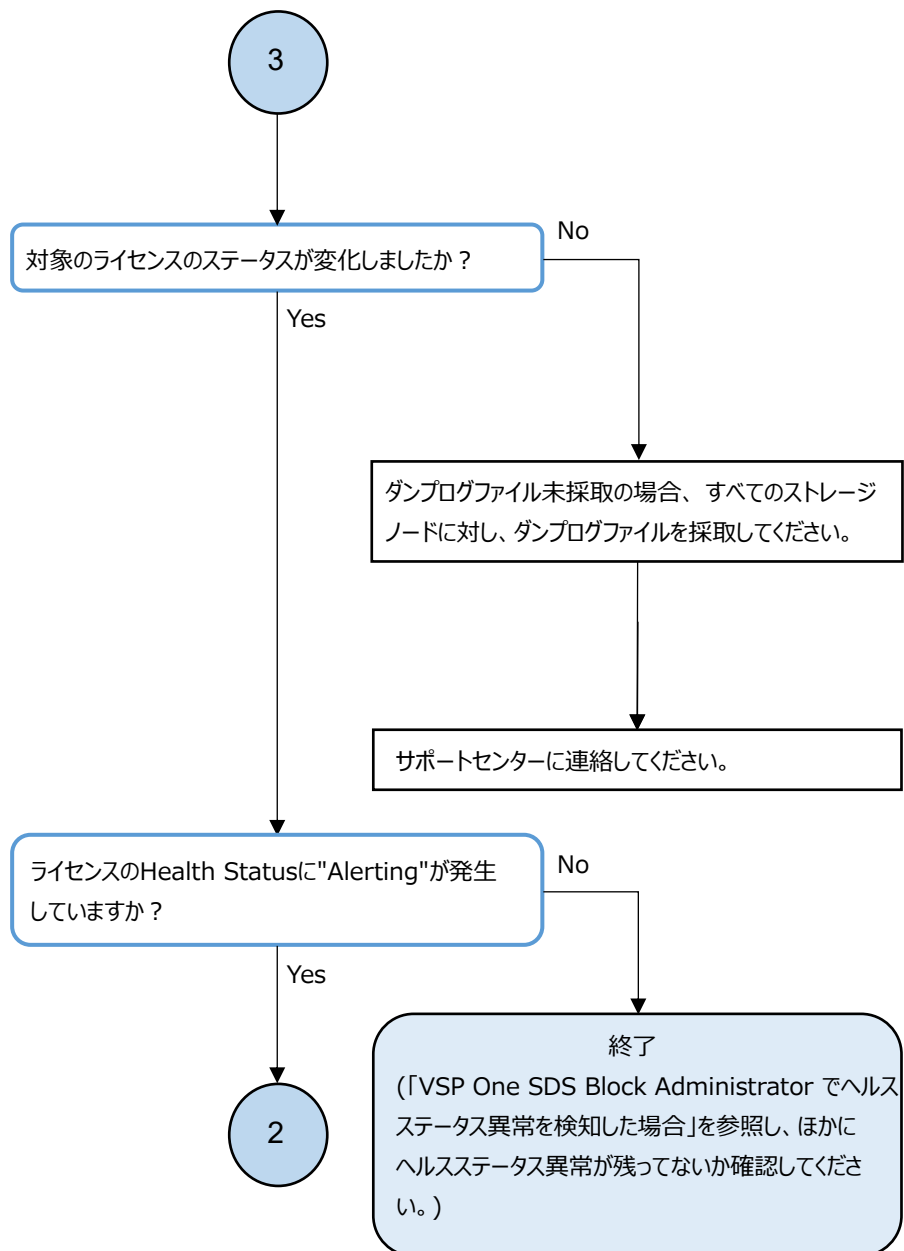 3
対象のライセンスのステータスが変化しましたか？
No
Yes
ダンプログファイル未採取の場合、すべてのストレージ
ノードに対し、ダンプログファイルを採取してください。
サポートセンターに連絡してください。
ライセンスのHealth Statusに"Alerting"が発生
していますか？
No
Yes
2
終了
(「VSP One SDS Block Administrator でヘルス
ステータス異常を検知した場合」を参照し、ほかに
ヘルスステータス異常が残ってないか確認してくださ
い。)